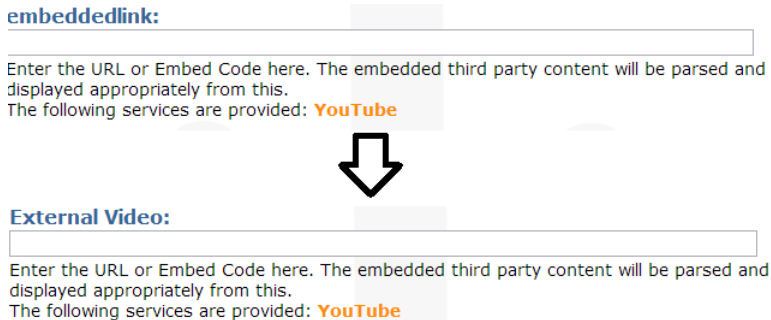 embeddedlink:
Enter the URL or Embed Code here. The embedded third party content will be parsed and
displayed appropriately from this.
The following services are provided: YouTube
External Video:
Enter the URL or Embed Code here. The embedded third party content will be parsed and
displayed appropriately from this.
The following services are provided: YouTube